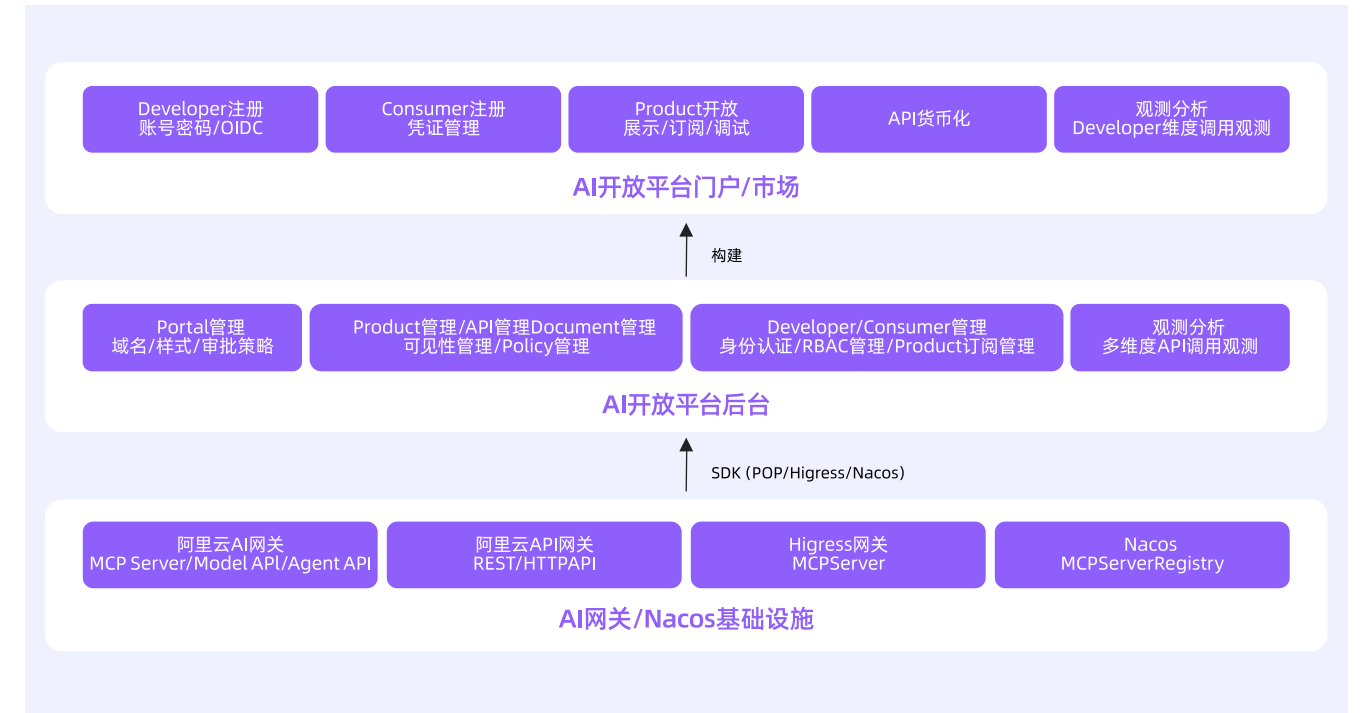 Developer注册
账号密码/OIDC
Consumer注册
凭证管理
Product开放
展示/订阅/调试
API货币化
观测分析
Developer维度调用观测
AI开放平台门户/市场
构建
Portal管理
域名/样式/审批策略
Product管理/API管理Document管理
可见性管理/Policy管理
Developer/Consumer管理
身份认证/RBAC管理/Product订阅管理
观测分析
多维度API调用观测
AI开放平台后台
SDK (POP/Higress/Nacos)
阿里云AI网关
MCP Server/Model APl/Agent API
阿里云API网关
REST/HTTPAPI
Higress网关
MCPServer
Nacos
MCPServerRegistry
AI网关/Nacos基础设施